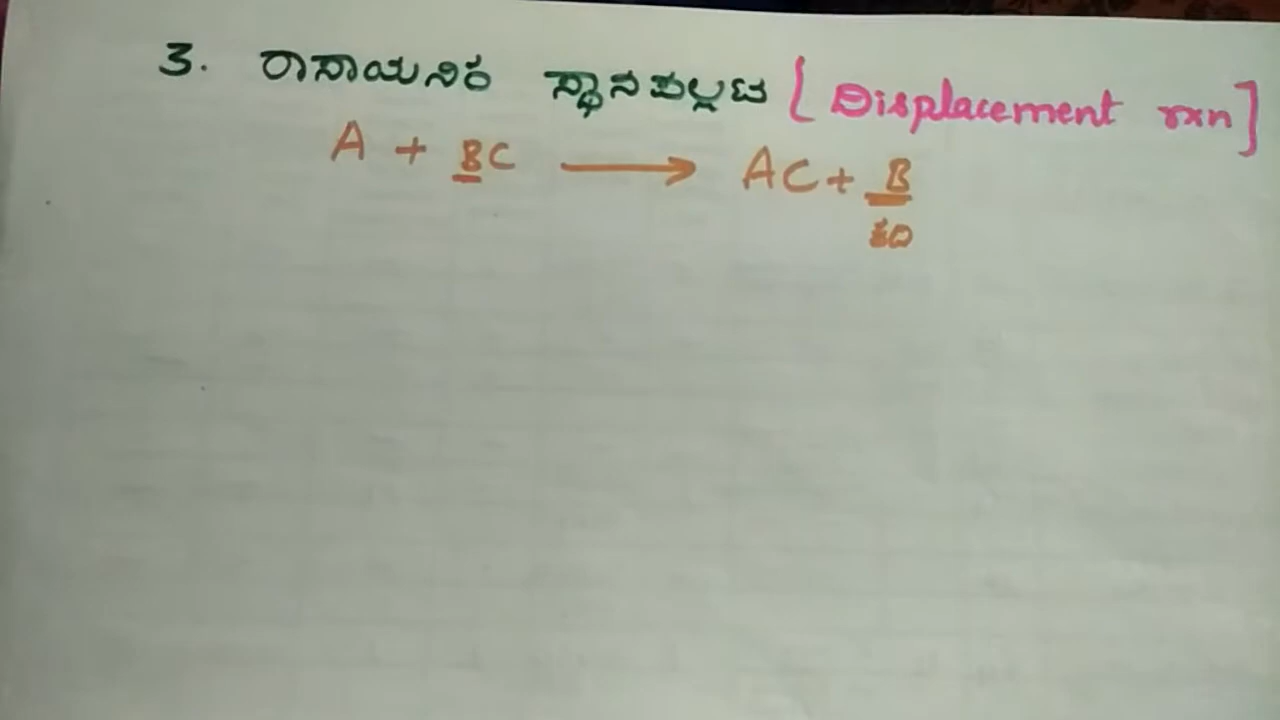 3. ರಾಸಾಯನಿಕ ಸ್ಥಾನಪಲ್ಲಟ [Displacement rxn]
A + BC ⟶ AC + B